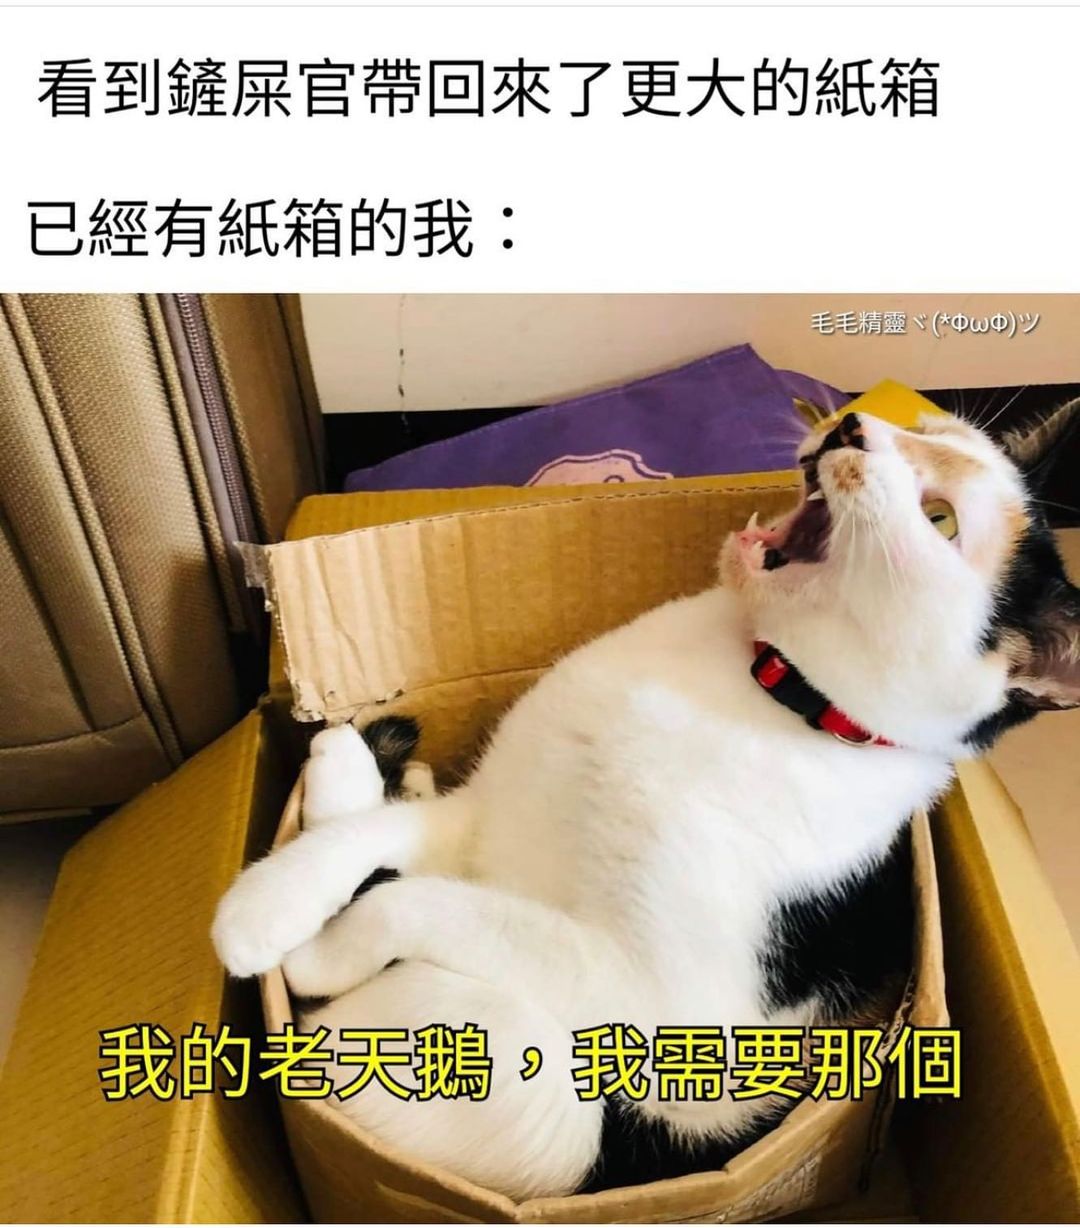 看到鏟屎官帶回來了更大的紙箱
已經有紙箱的我：
毛毛精靈ヾ(*ΦωΦ)ツ
我的老天鵝，我需要那個